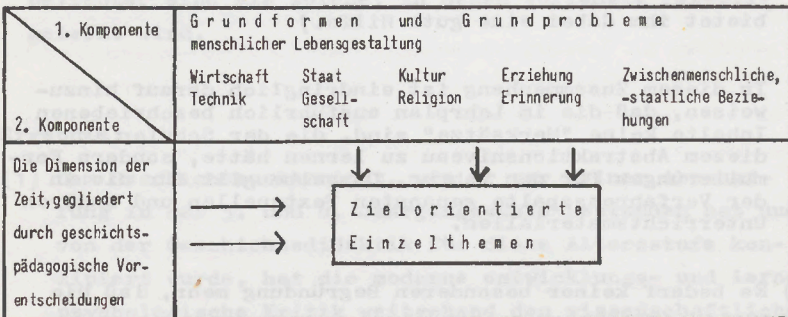 bietet
1. Komponente
Grundformen und Grundprobleme
menschlicher Lebensgestaltung
Wirtschaft Staat Kultur Erziehung Zwischenmenschliche,
Technik Gesell- Religion Erinnerung staatliche Bezie-
schaft hungen
2. Komponente
Die Dimension der
Zeit,gegliedert
durch geschichts-
pädagogische Vor-
entscheidungen
Zielorientierte
Einzelthemen